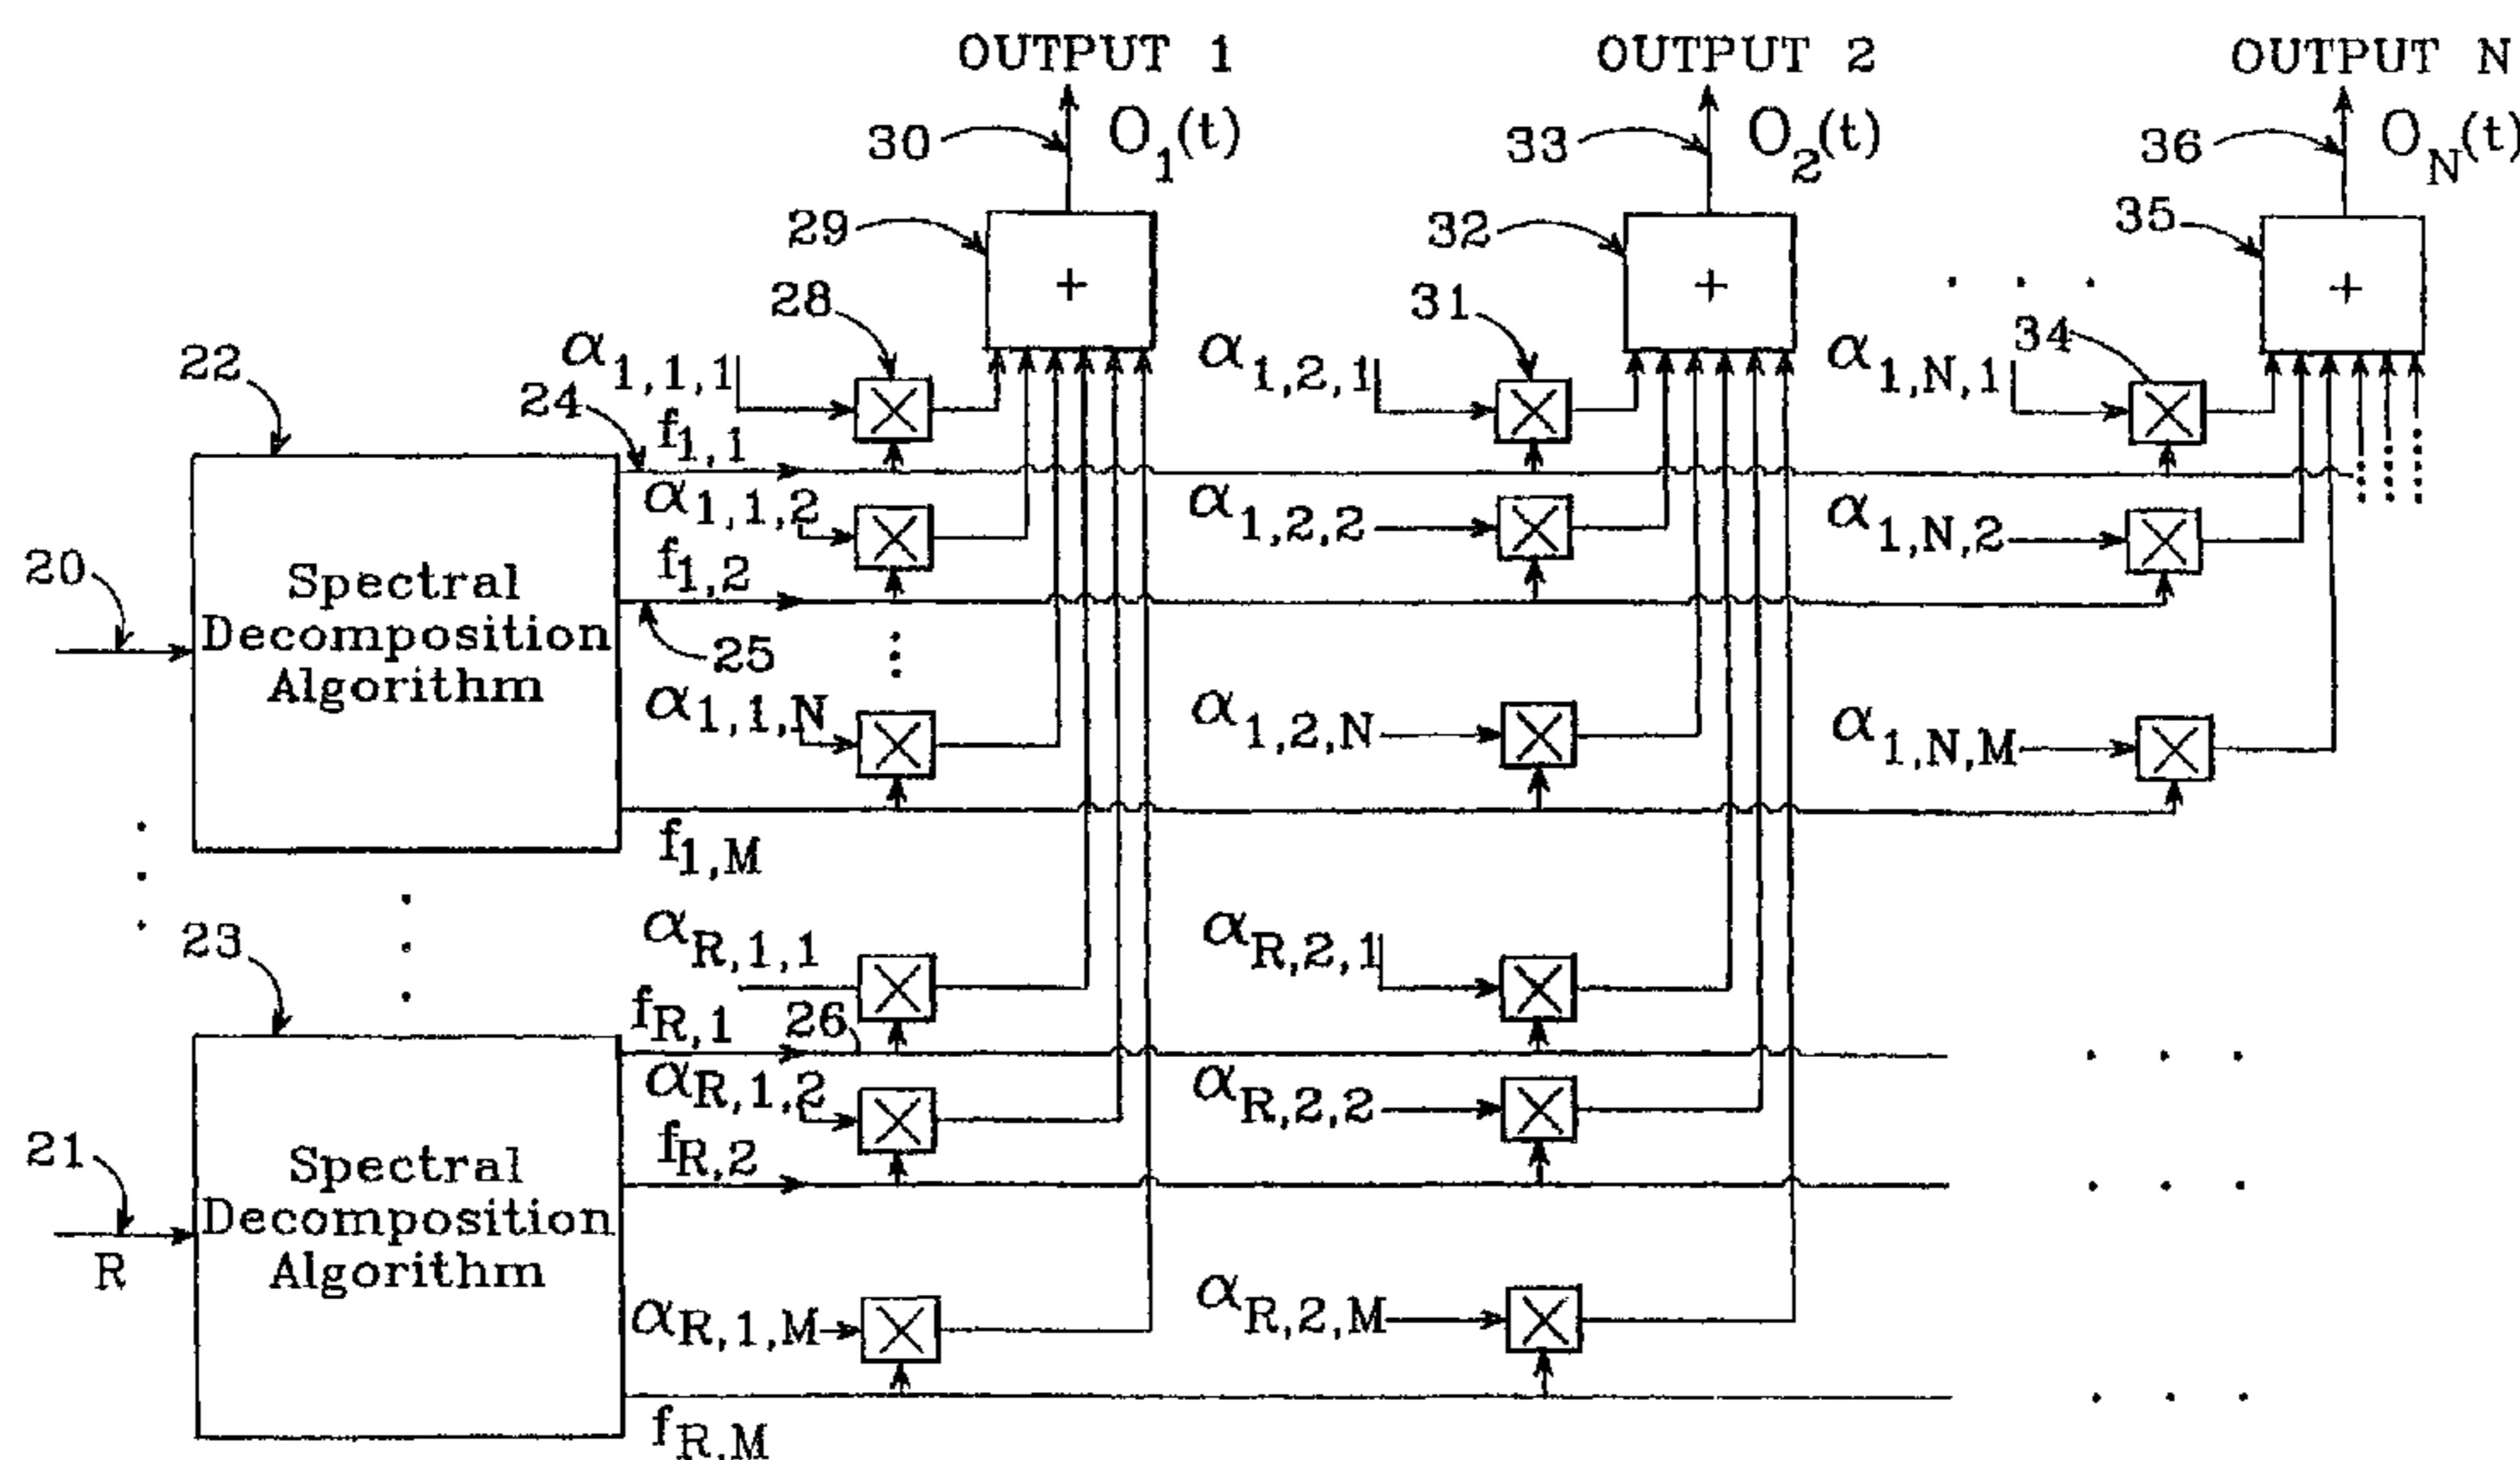 OUTPUT 1
OUTPUT 2
OUTPUT N
30
O1(t)
33
O2(t)
36
ON(t)
29
32
35
+
+
+
28
31
34
22
24
α1,1,1
α1,2,1
α1,N,1
f1,1
α1,1,2
α1,2,2
α1,N,2
f1,2
20
Spectral
Decomposition
Algorithm
25
α1,1,N
α1,2,N
α1,N,M
f1,M
23
αR,1,1
αR,2,1
fR,1
26
αR,1,2
αR,2,2
fR,2
21
R
Spectral
Decomposition
Algorithm
αR,1,M
αR,2,M
fR,M